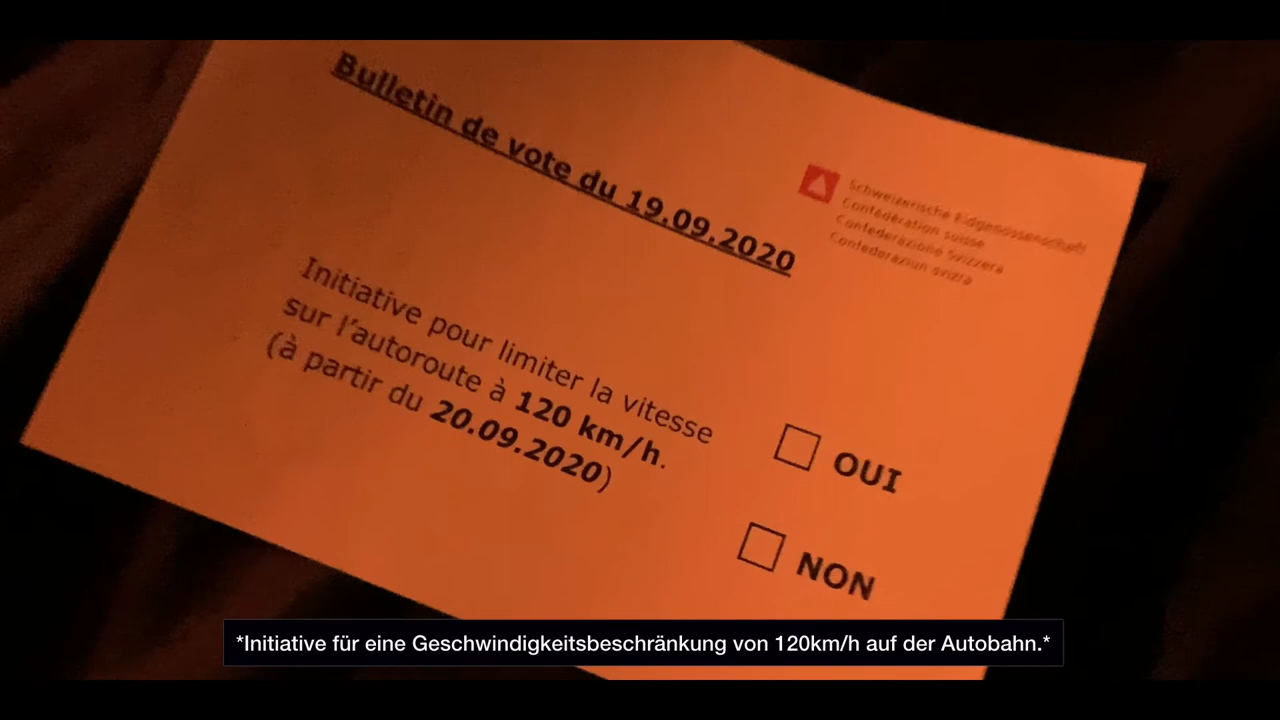 Bulletin de vote du 19.09.2020
Schweizerische Eidgenossenschaft
Confédération suisse
Confederazione Svizzera
Confederaziun svizra
Initiative pour limiter la vitesse
sur l'autoroute à 120 km/h.
(à partir du 20.09.2020)
OUI
NON
*Initiative für eine Geschwindigkeitsbeschränkung von 120km/h auf der Autobahn.*